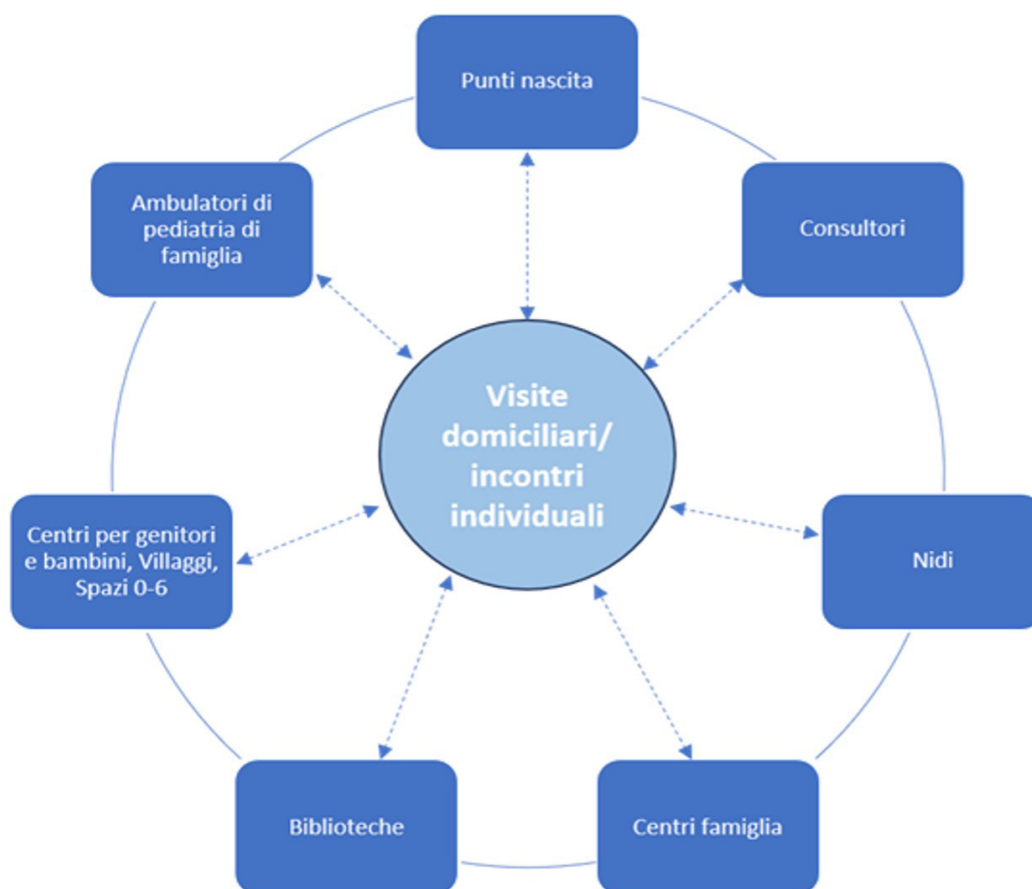 Punti nascita
Ambulatori di
pediatria di
famiglia
Consultori
Visite
domiciliari/
incontri
individuali
Centri per genitori
e bambini, Villaggi,
Spazi 0-6
Nidi
Biblioteche
Centri famiglia